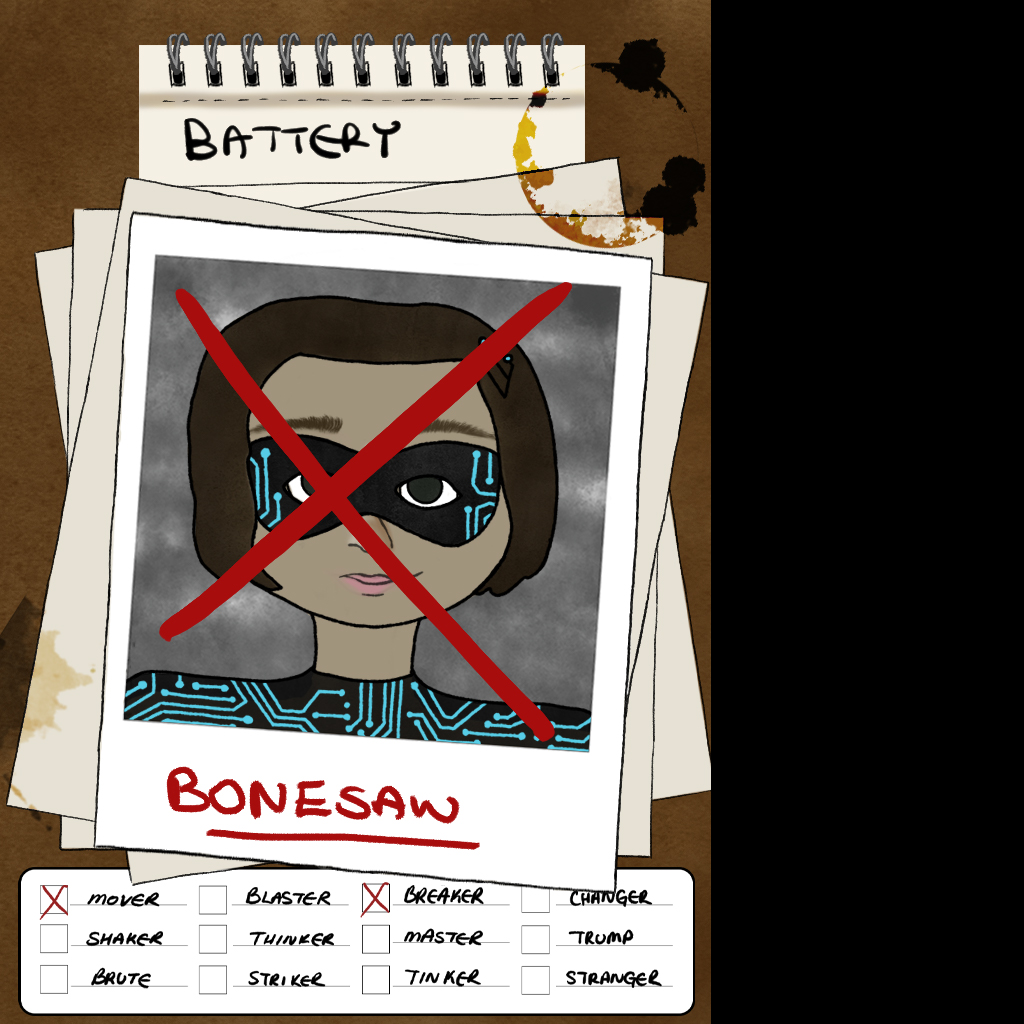 BATTERY
BONESAW
MOVER BLASTER BREAKER CHANGER
SHAKER THINKER MASTER TRUMP
BRUTE STRIKER TINKER STRANGER